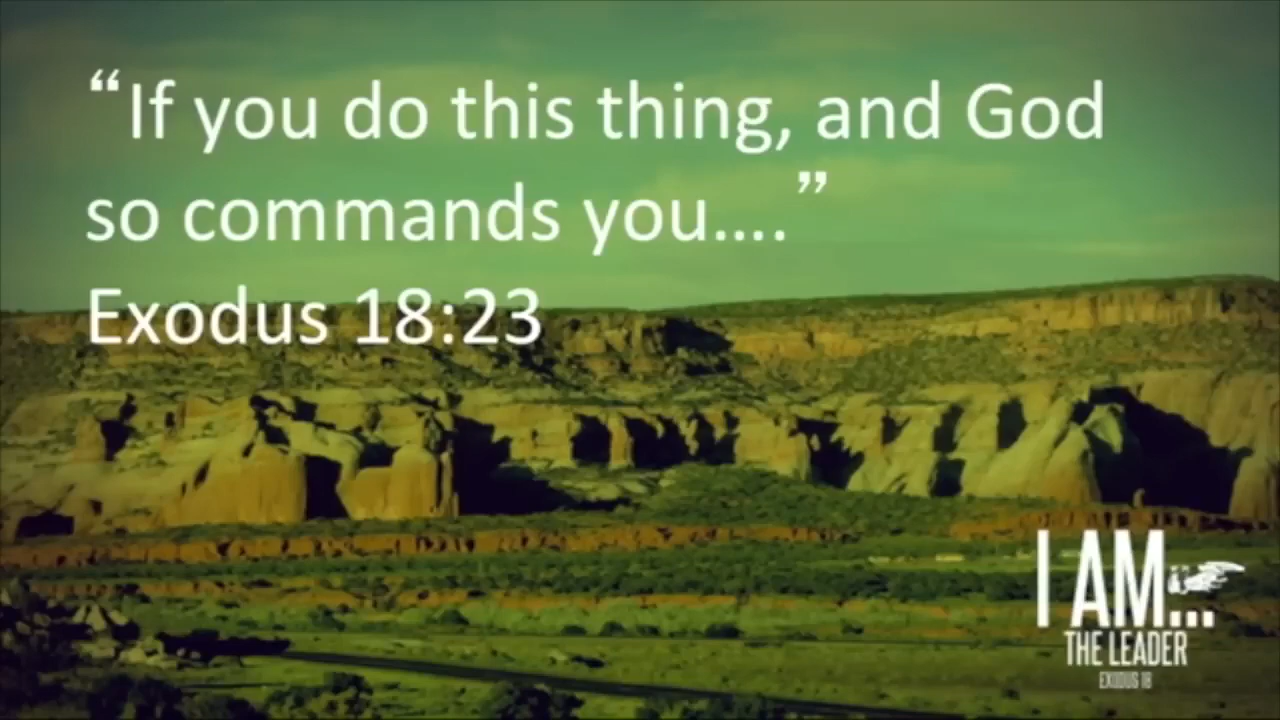 “If you do this thing, and God
so commands you....”
Exodus 18:23
I AM...
THE LEADER
EXODUS 18